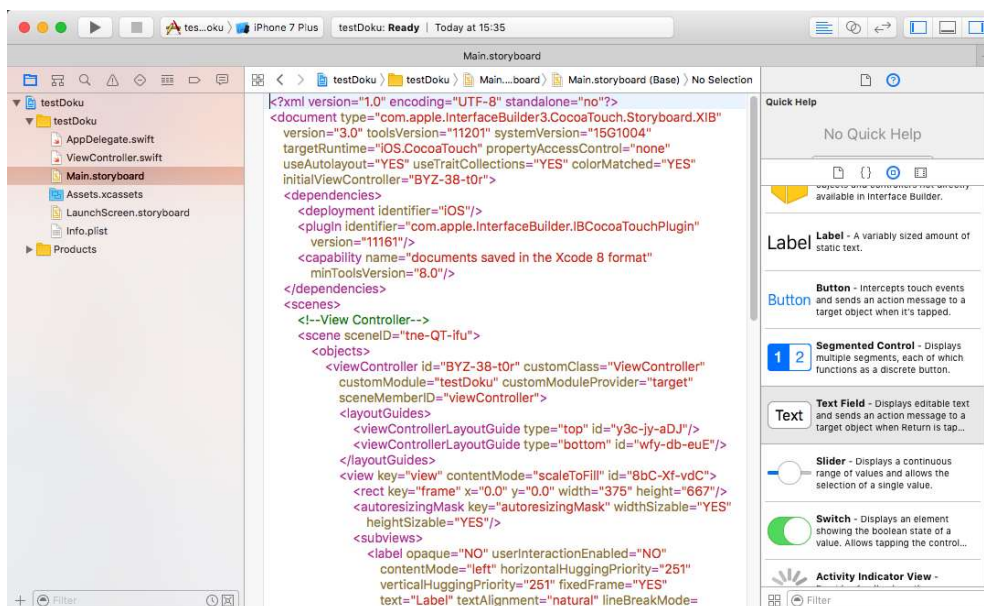 tes...oku
iPhone 7 Plus
testDoku: Ready | Today at 15:35
Main.storyboard
testDoku
testDoku
Main....board
Main.storyboard (Base)
No Selection
testDoku
testDoku
AppDelegate.swift
ViewController.swift
Main.storyboard
Assets.xcassets
LaunchScreen.storyboard
Info.plist
Products
Filter
<?xml version="1.0" encoding="UTF-8" standalone="no"?>
<document type="com.apple.InterfaceBuilder3.CocoaTouch.Storyboard.XIB"
version="3.0" toolsVersion="11201" systemVersion="15G1004"
targetRuntime="iOS.CocoaTouch" propertyAccessControl="none"
useAutolayout="YES" useTraitCollections="YES" colorMatched="YES"
initialViewController="BYZ-38-t0r">
<dependencies>
<deployment identifier="iOS"/>
<plugIn identifier="com.apple.InterfaceBuilder.IBCocoaTouchPlugin"
version="11161"/>
<capability name="documents saved in the Xcode 8 format"
minToolsVersion="8.0"/>
</dependencies>
<scenes>
<!--View Controller-->
<scene sceneID="tne-QT-ifu">
<objects>
<viewController id="BYZ-38-t0r" customClass="ViewController"
customModule="testDoku" customModuleProvider="target"
sceneMemberID="viewController">
<layoutGuides>
<viewControllerLayoutGuide type="top" id="y3c-jy-aDJ"/>
<viewControllerLayoutGuide type="bottom" id="wfy-db-euE"/>
</layoutGuides>
<view key="view" contentMode="scaleToFill" id="8bC-Xf-vdC">
<rect key="frame" x="0.0" y="0.0" width="375" height="667"/>
<autoresizingMask key="autoresizingMask" widthSizable="YES"
heightSizable="YES"/>
<subviews>
<label opaque="NO" userInteractionEnabled="NO"
contentMode="left" horizontalHuggingPriority="251"
verticalHuggingPriority="251" fixedFrame="YES"
text="Label" textAlignment="natural" lineBreakMode=
Quick Help
No Quick Help
{}
objects and controllers not directly
available in Interface Builder.
Label
Label - A variably sized amount of
static text.
Button
Button - Intercepts touch events
and sends an action message to a
target object when it's tapped.
1 2
Segmented Control - Displays
multiple segments, each of which
functions as a discrete button.
Text
Text Field - Displays editable text
and sends an action message to a
target object when Return is tap...
Slider - Displays a continuous
range of values and allows the
selection of a single value.
Switch - Displays an element
showing the boolean state of a
value. Allows tapping the control...
Activity Indicator View -
Filter